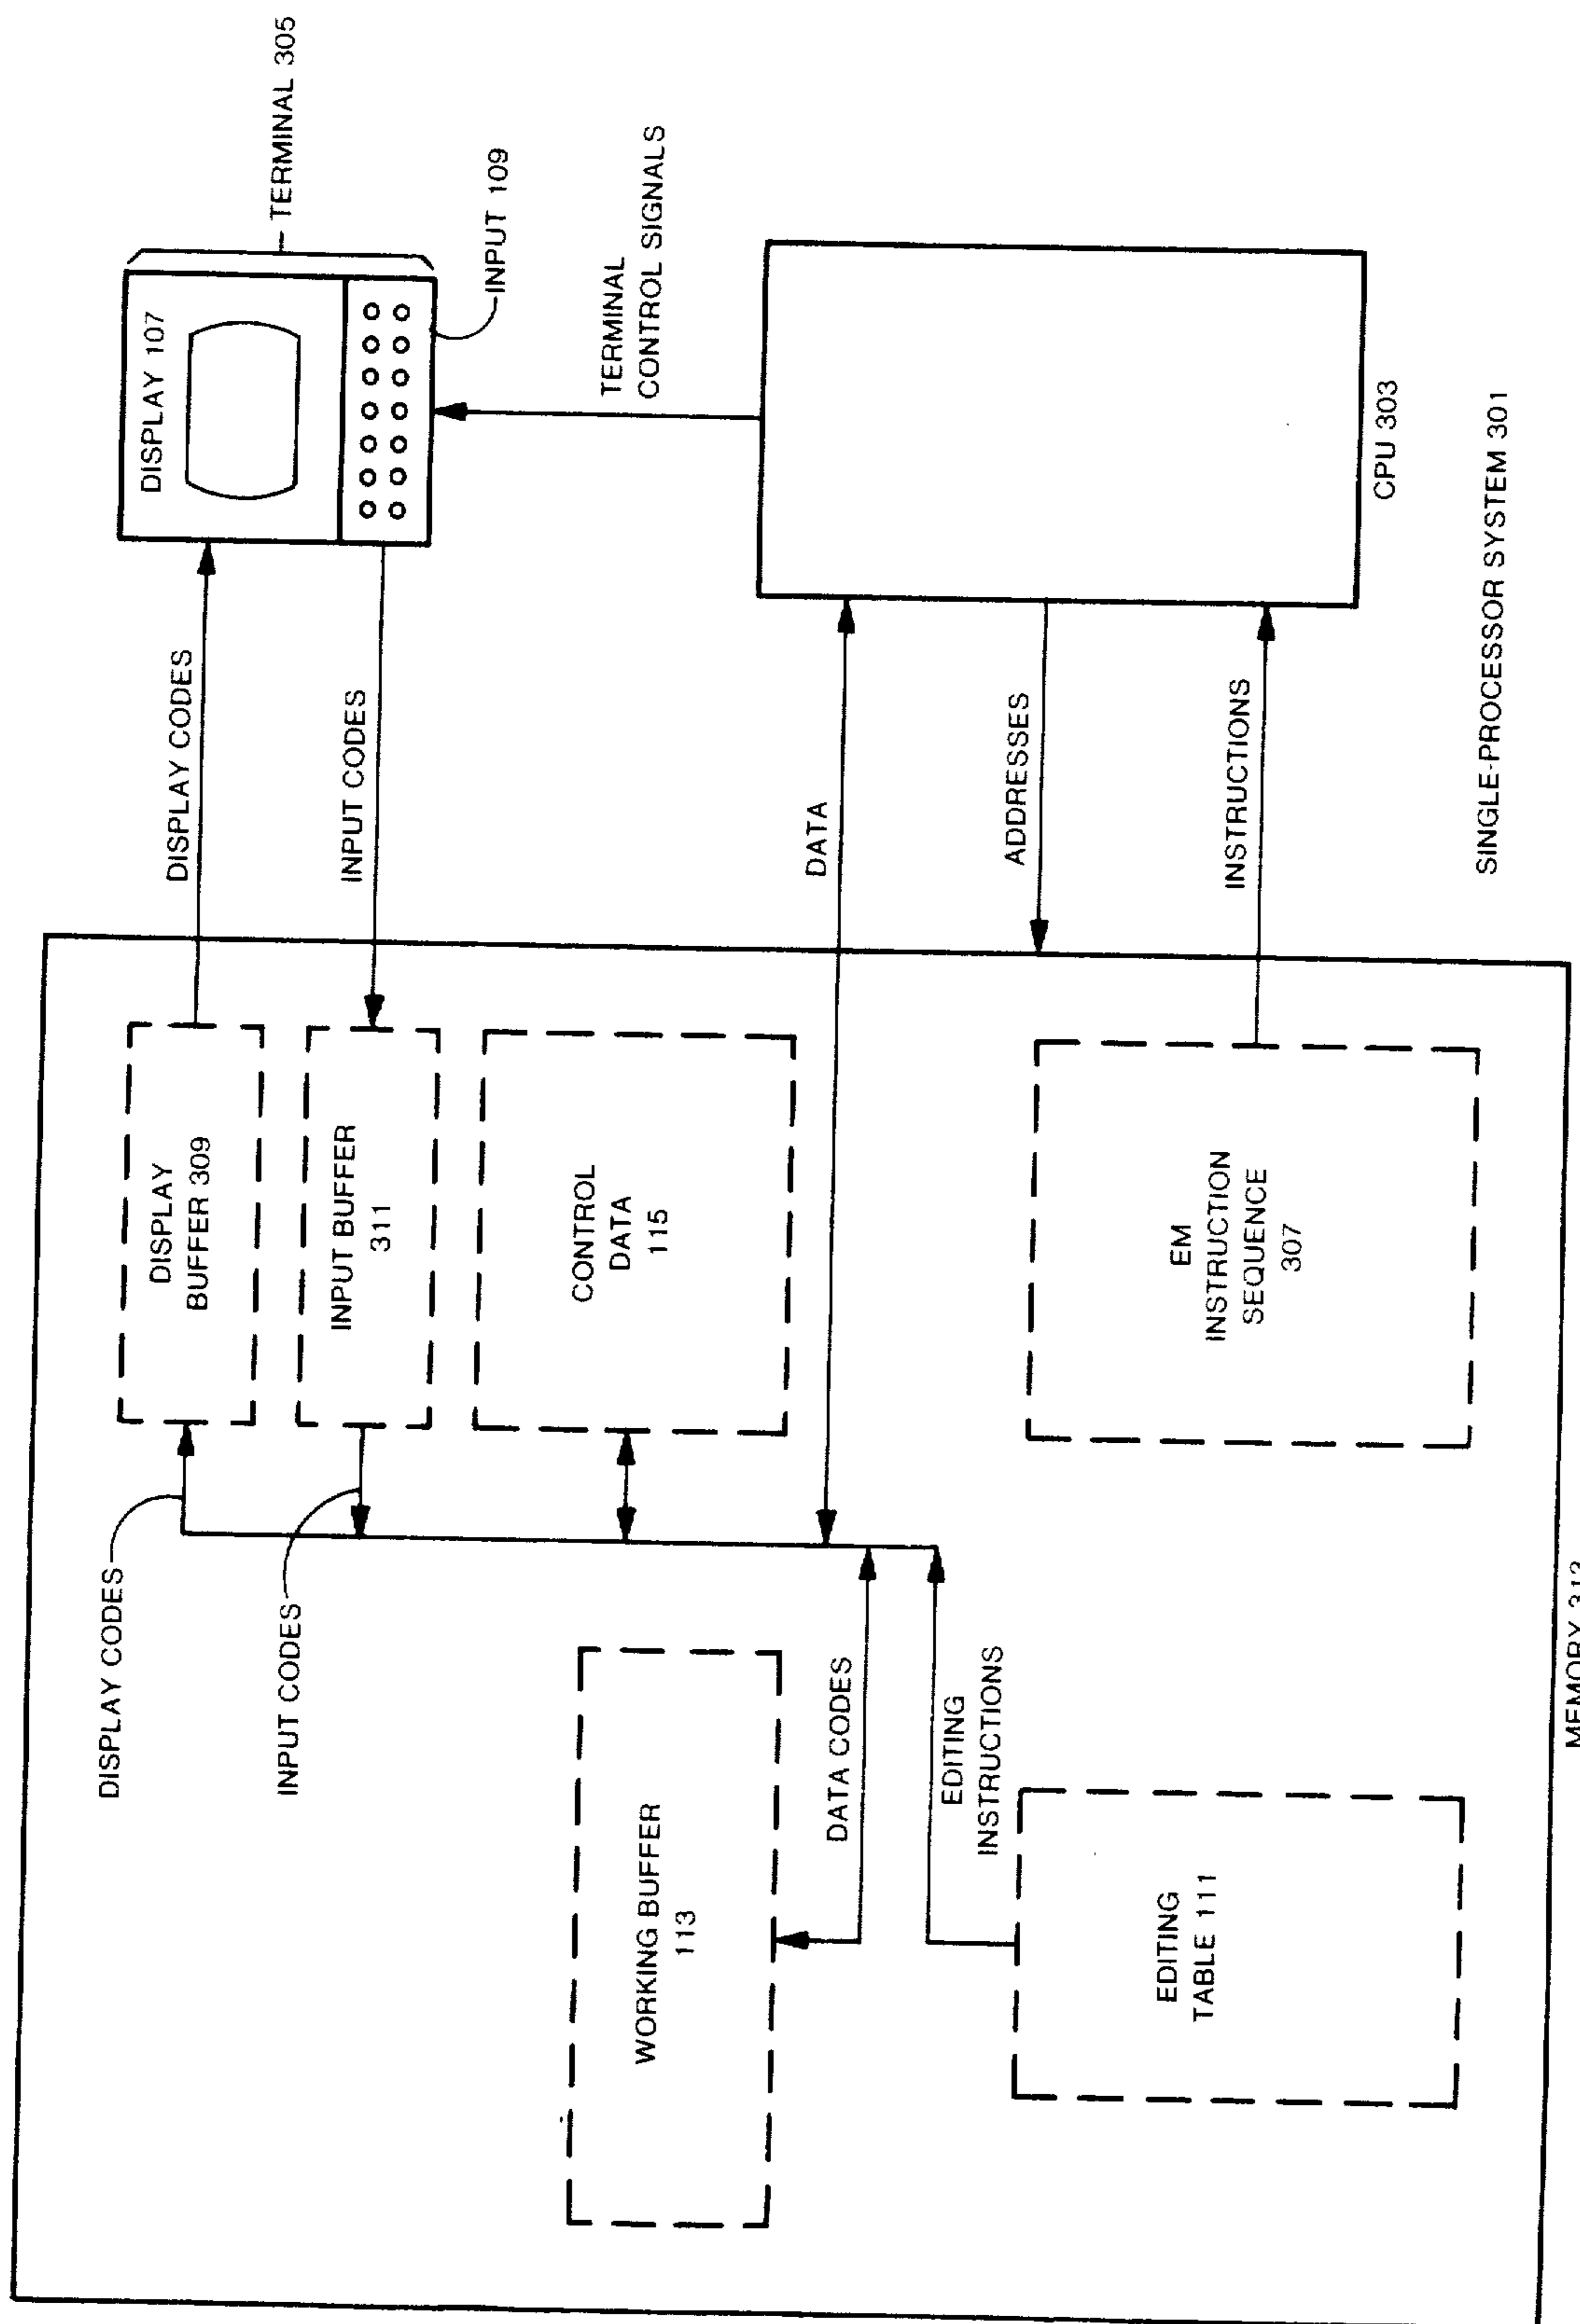 DISPLAY CODES
INPUT CODES
WORKING BUFFER
113
DATA CODES
EDITING
INSTRUCTIONS
EDITING
TABLE 111
DISPLAY
BUFFER 309
INPUT BUFFER
311
CONTROL
DATA
115
EM
INSTRUCTION
SEQUENCE
307
MEMORY 313
DISPLAY CODES
INPUT CODES
DATA
ADDRESSES
INSTRUCTIONS
DISPLAY 107
TERMINAL 305
INPUT 109
TERMINAL
CONTROL SIGNALS
CPU 303
SINGLE-PROCESSOR SYSTEM 301